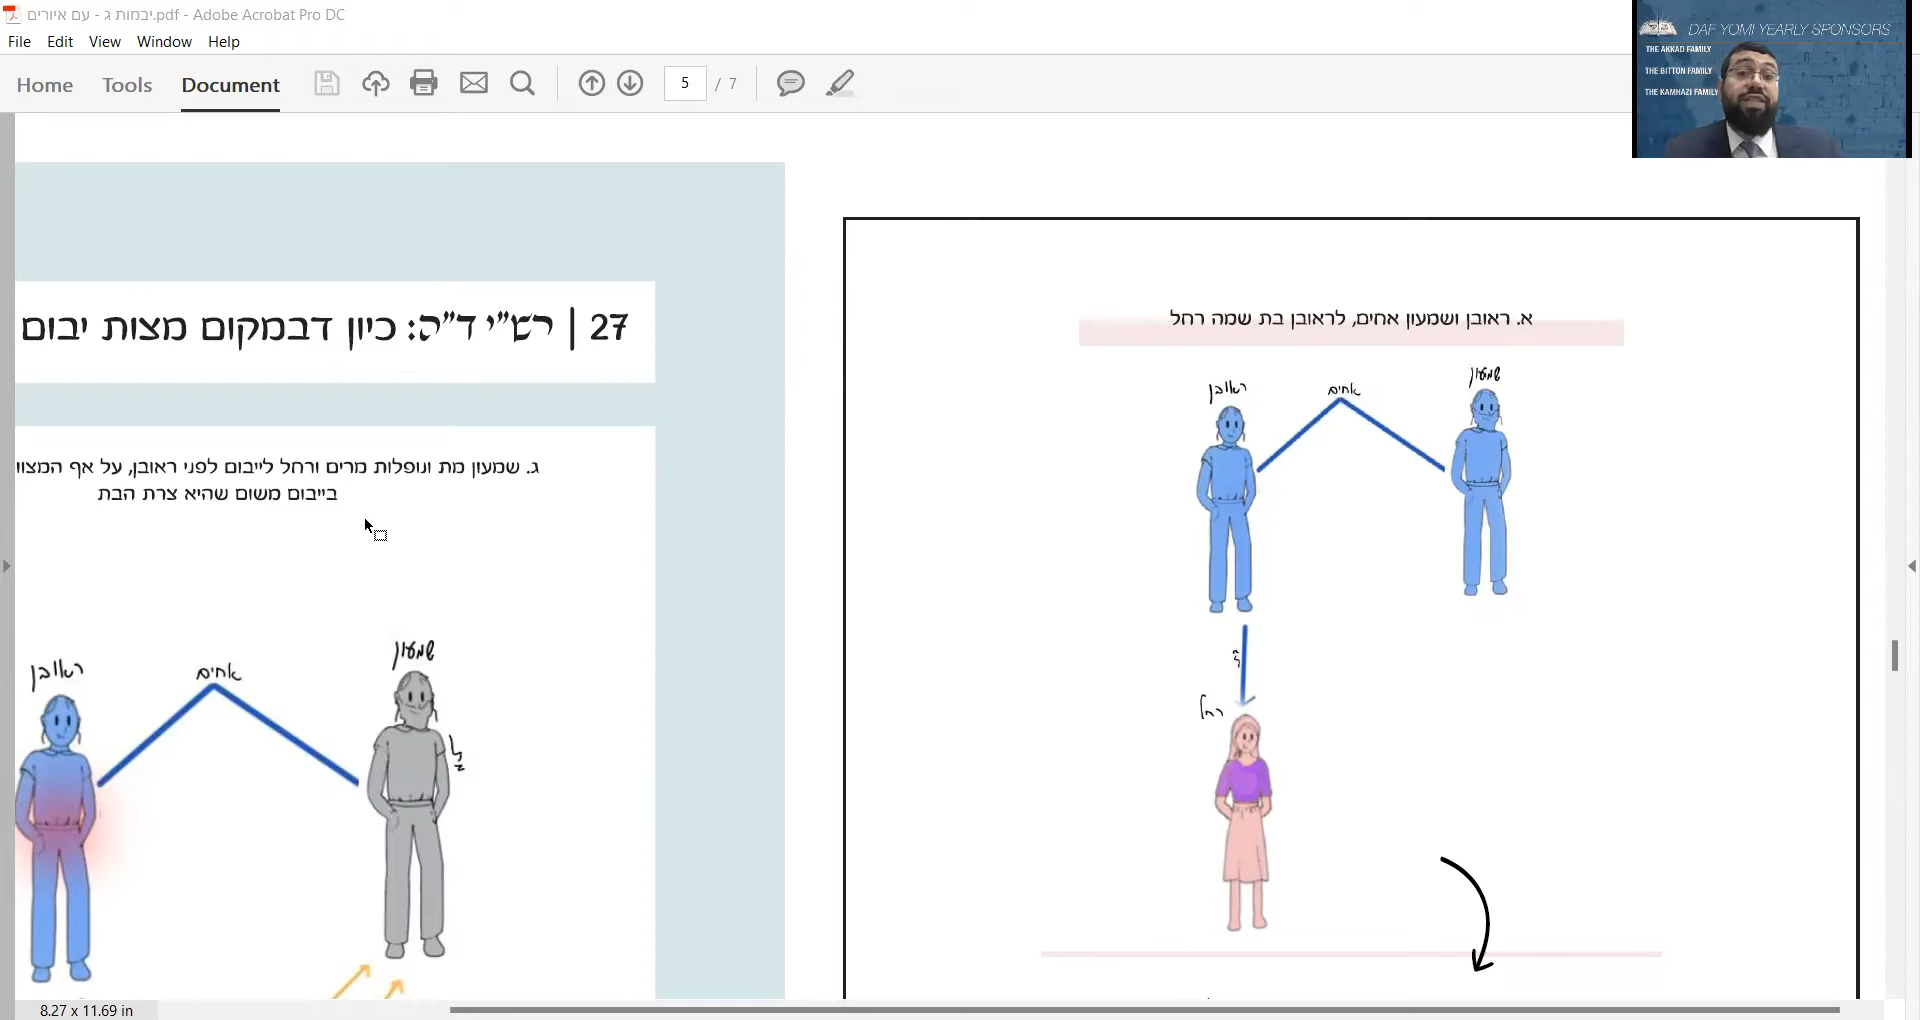 יבמות ג - עם איורים.pdf - Adobe Acrobat Pro DC
File Edit View Window Help
Home Tools Document 5 / 7
DAF YOMI YEARLY SPONSORS
THE AKKAD FAMILY
THE BITTON FAMILY
THE KAMHAZI FAMILY
א. ראובן ושמעון אחים, לראובן בת שמה רחל
ראובן
אחים
שמעון
רחל
27 | רש"י ד"ה: כיון דבמקום מצות יבום
ג. שמעון מת ונופלות מרים ורחל לייבום לפני ראובן, על אף המצוו
בייבום משום שהיא צרת הבת
ראובן
אחים
שמעון
8.27 x 11.69 in